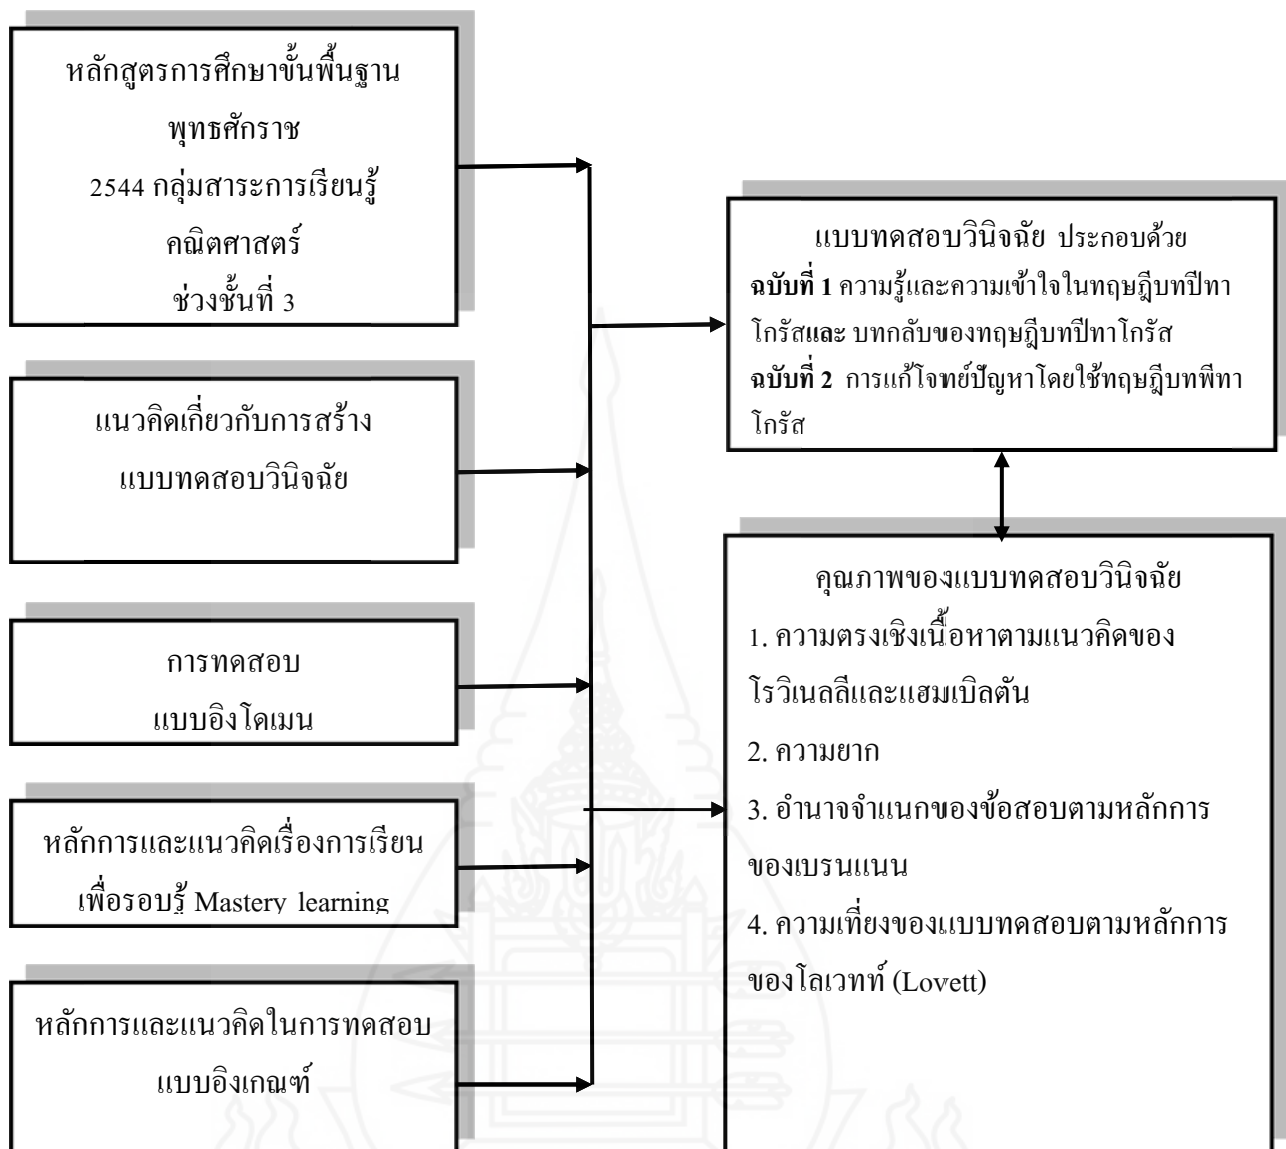 หลักสูตรการศึกษาขั้นพื้นฐาน
พุทธศักราช
2544 กลุ่มสาระการเรียนรู้
คณิตศาสตร์
ช่วงชั้นที่ 3
แนวคิดเกี่ยวกับการสร้าง
แบบทดสอบวินิจฉัย
การทดสอบ
แบบอิงโดเมน
หลักการและแนวคิดเรื่องการเรียน
เพื่อรอบรู้ Mastery learning
หลักการและแนวคิดในการทดสอบ
แบบอิงเกณฑ์
แบบทดสอบวินิจฉัย ประกอบด้วย
ฉบับที่ 1 ความรู้และความเข้าใจในทฤษฎีบทปีทา
โกรัสและ บทกลับของทฤษฎีบทปีทาโกรัส
ฉบับที่ 2 การแก้โจทย์ปัญหาโดยใช้ทฤษฎีบทพีทา
โกรัส
คุณภาพของแบบทดสอบวินิจฉัย
1. ความตรงเชิงเนื้อหาตามแนวคิดของ
โรวิเนลลีและแฮมเบิลตัน
2. ความยาก
3. อำนาจจำแนกของข้อสอบตามหลักการ
ของเบรนแนน
4. ความเที่ยงของแบบทดสอบตามหลักการ
ของโลเวทท์ (Lovett)